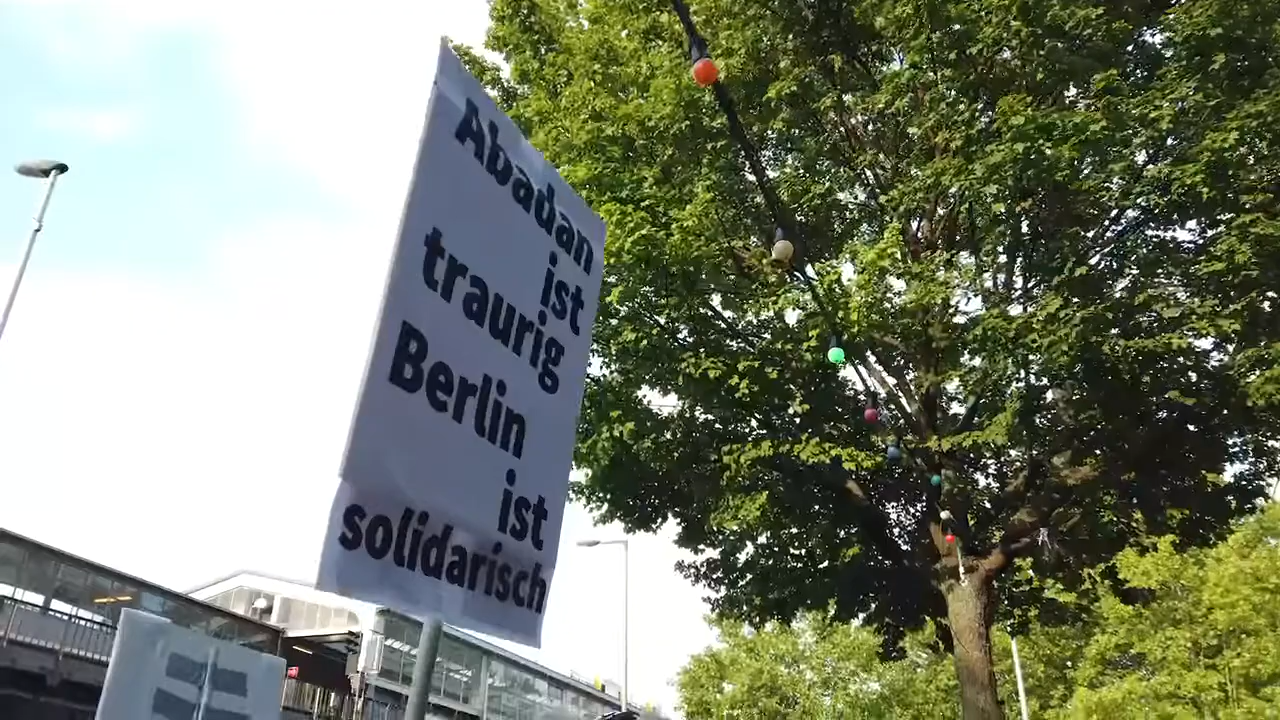 Abadan
ist
traurig
Berlin
ist
solidarisch